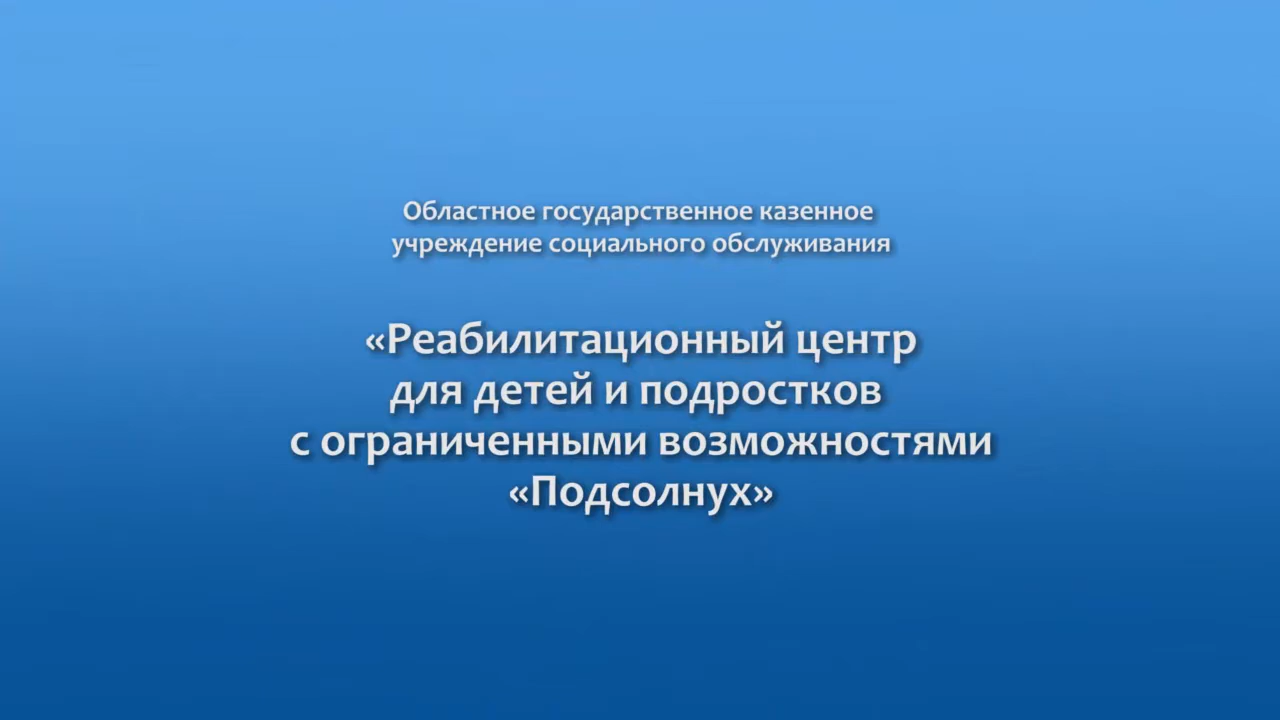 Областное государственное казенное
учреждение социального обслуживания
«Реабилитационный центр
для детей и подростков
с ограниченными возможностями
«Подсолнух»